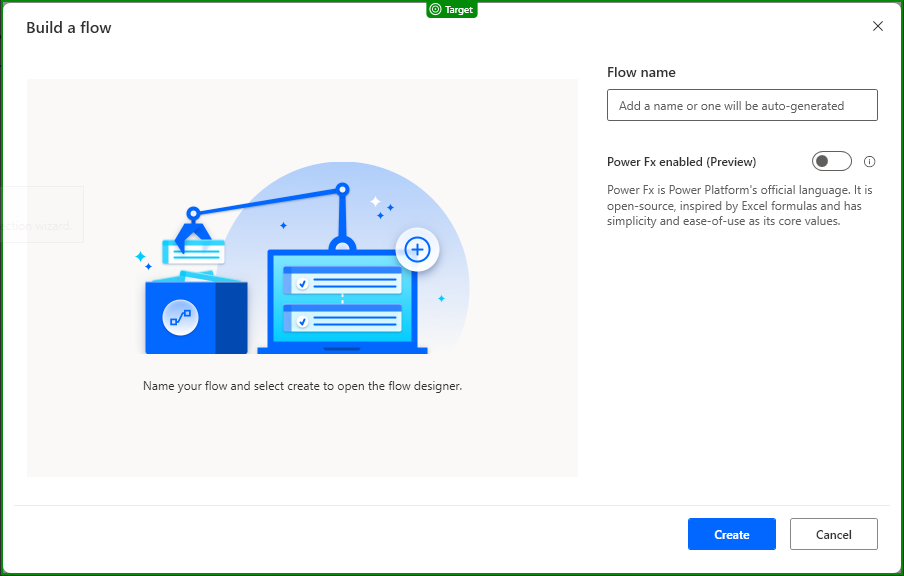 Target
Build a flow
Flow name
Add a name or one will be auto-generated
Power Fx enabled (Preview)
Power Fx is Power Platform's official language. It is
open-source, inspired by Excel formulas and has
simplicity and ease-of-use as its core values.
wizard.
Name your flow and select create to open the flow designer.
Create
Cancel